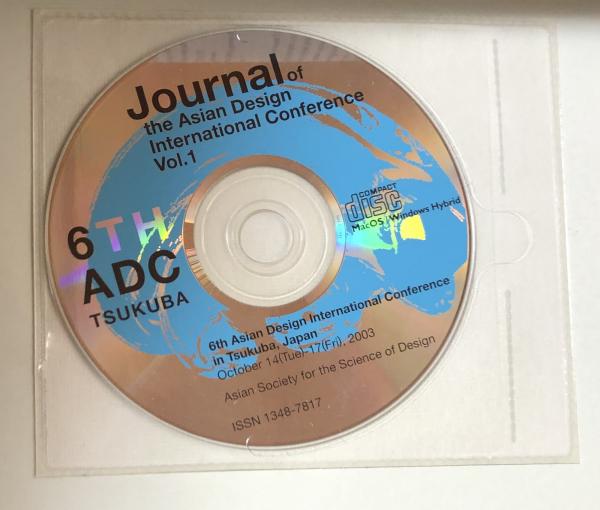 Journal of
the Asian Design
International Conference
Vol.1
COMPACT
disc
MacOS/Windows Hybrid
6TH
ADC
TSUKUBA
6th Asian Design International Conference
in Tsukuba, Japan
October 14(Tue)-17(Fri), 2003
Asian Society for the Science of Design
ISSN 1348-7817